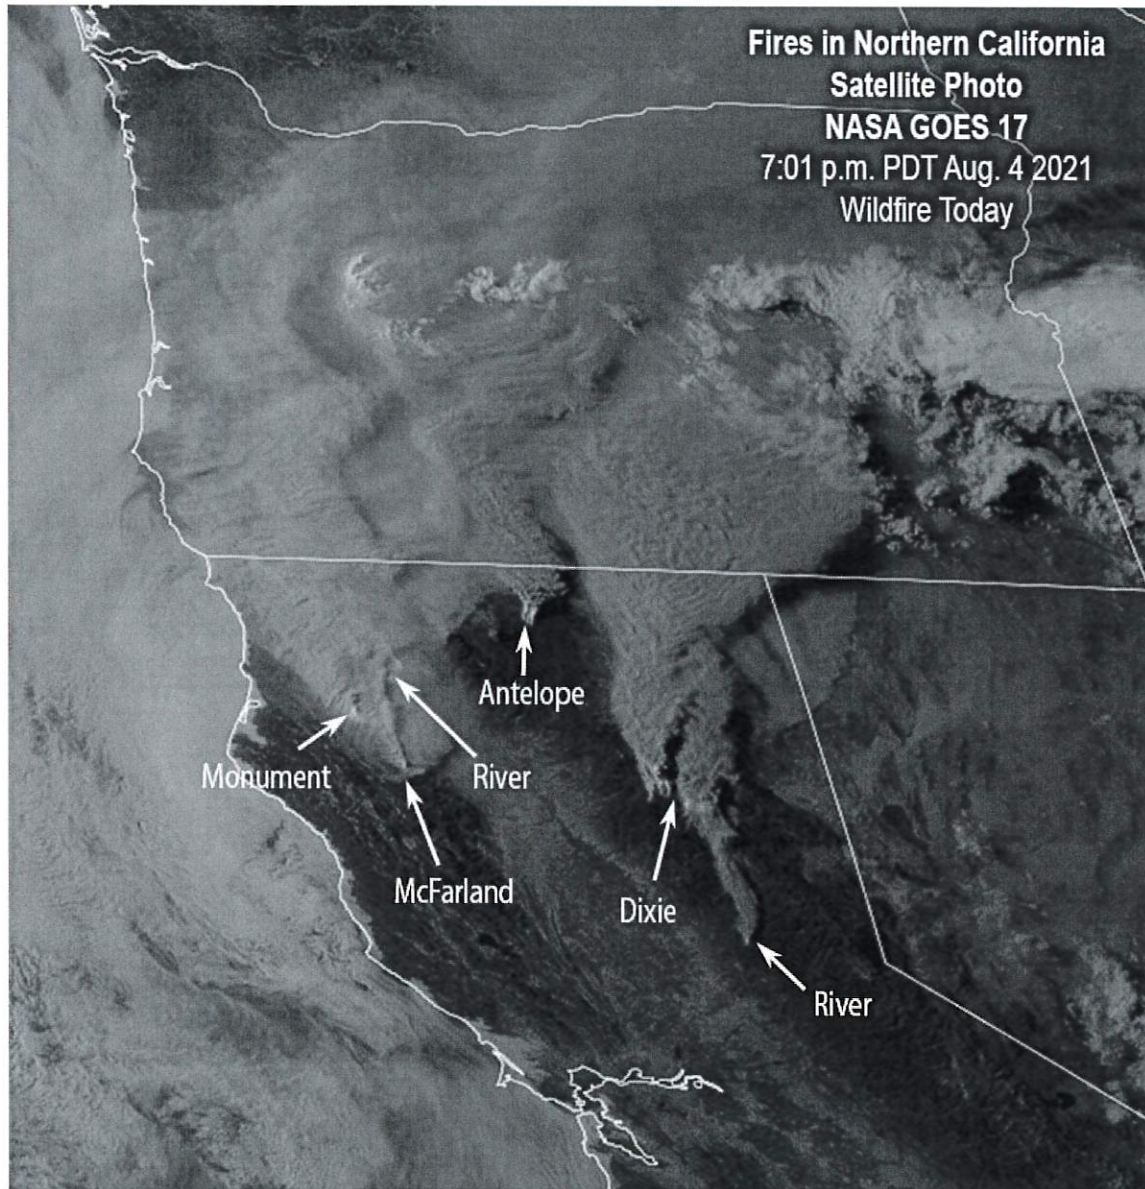 Fires in Northern California
Satellite Photo
NASA GOES 17
7:01 p.m. PDT Aug. 4 2021
Wildfire Today
Antelope
Monument
River
McFarland
Dixie
River